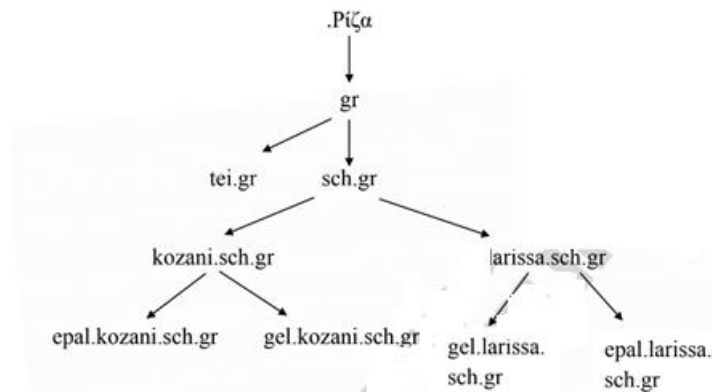 .Ρίζα
gr
tei.gr
sch.gr
kozani.sch.gr
larissa.sch.gr
epal.kozani.sch.gr
gel.kozani.sch.gr
gel.larissa.
sch.gr
epal.larissa.
sch.gr